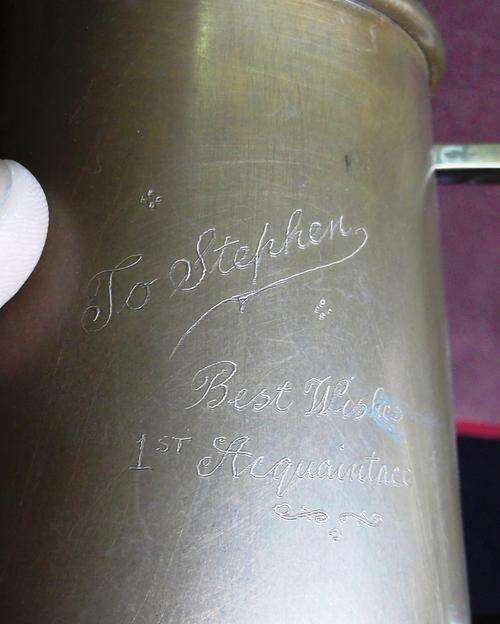 To Stephen
Best Wishes
1ST Acquaintace